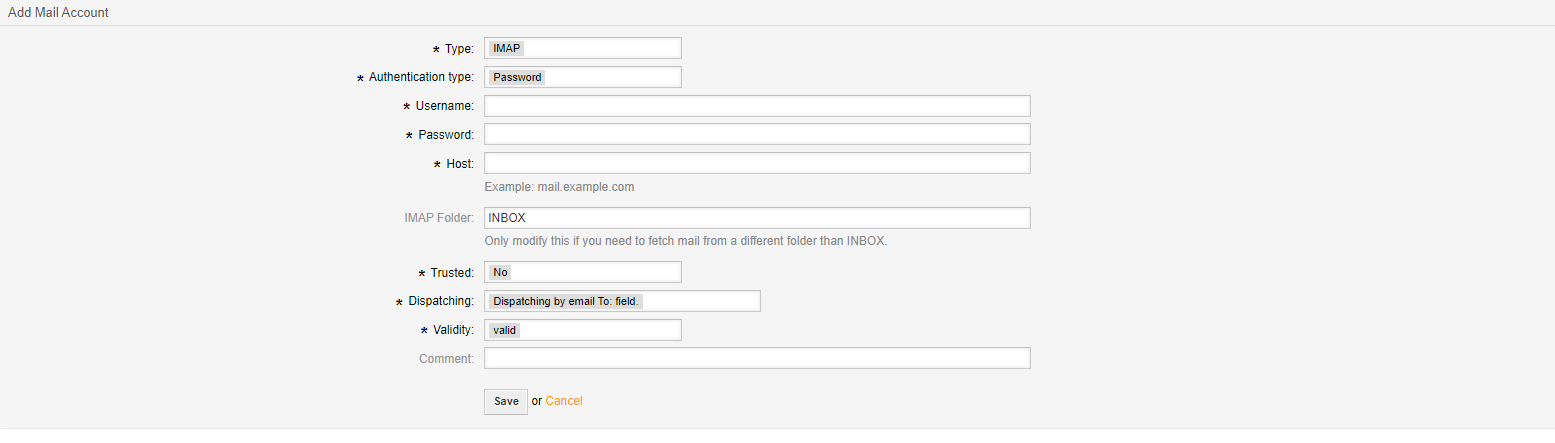 Add Mail Account
* Type: IMAP
* Authentication type: Password
* Username:
* Password:
* Host:
Example: mail.example.com
IMAP Folder: INBOX
Only modify this if you need to fetch mail from a different folder than INBOX.
* Trusted: No
* Dispatching: Dispatching by email To: field.
* Validity: valid
Comment:
Save or Cancel